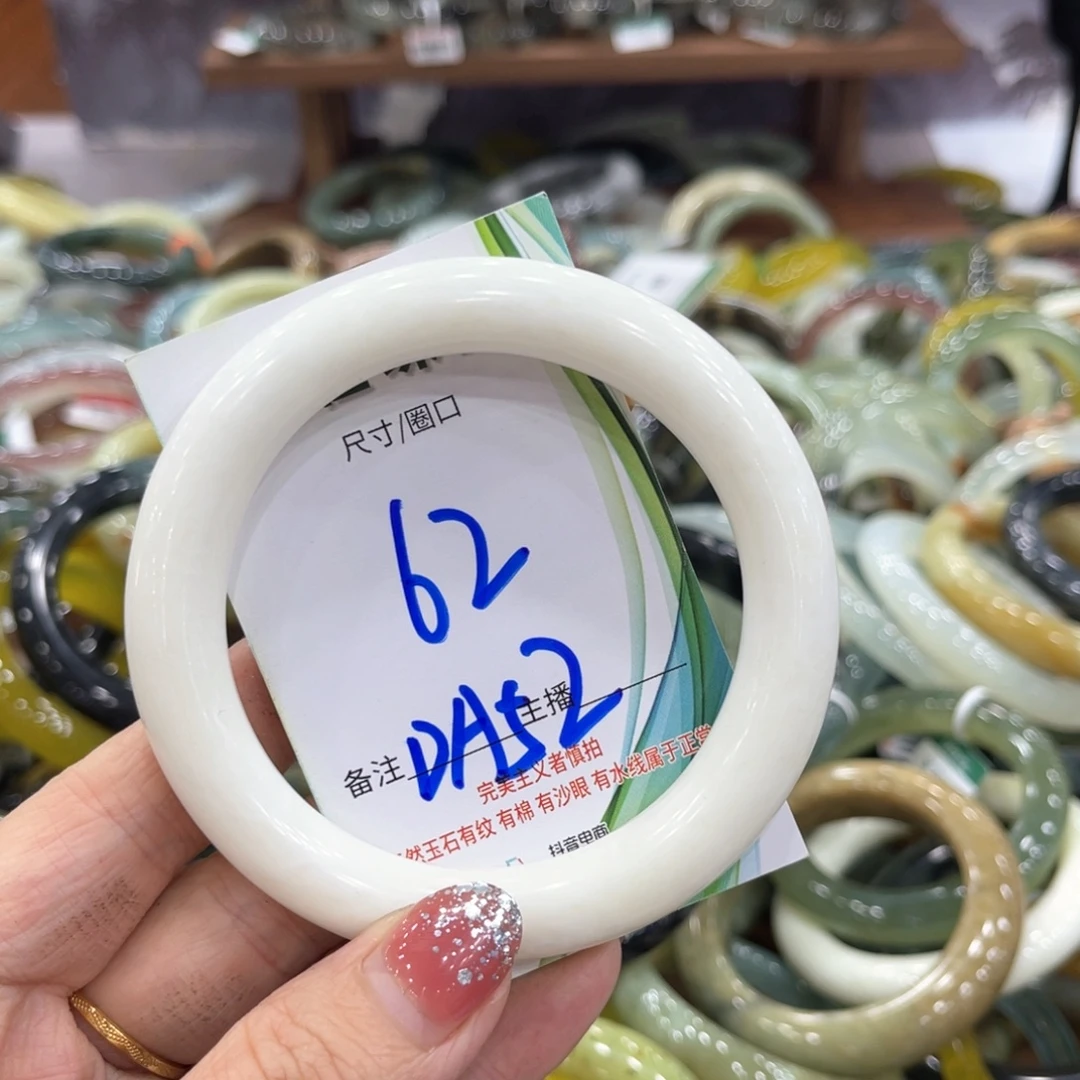 尺寸/圈口
62
主播
备注 DA52
完美主义者慎拍
然玉石有纹 有棉 有沙眼 有水线属于正常
抖音电商